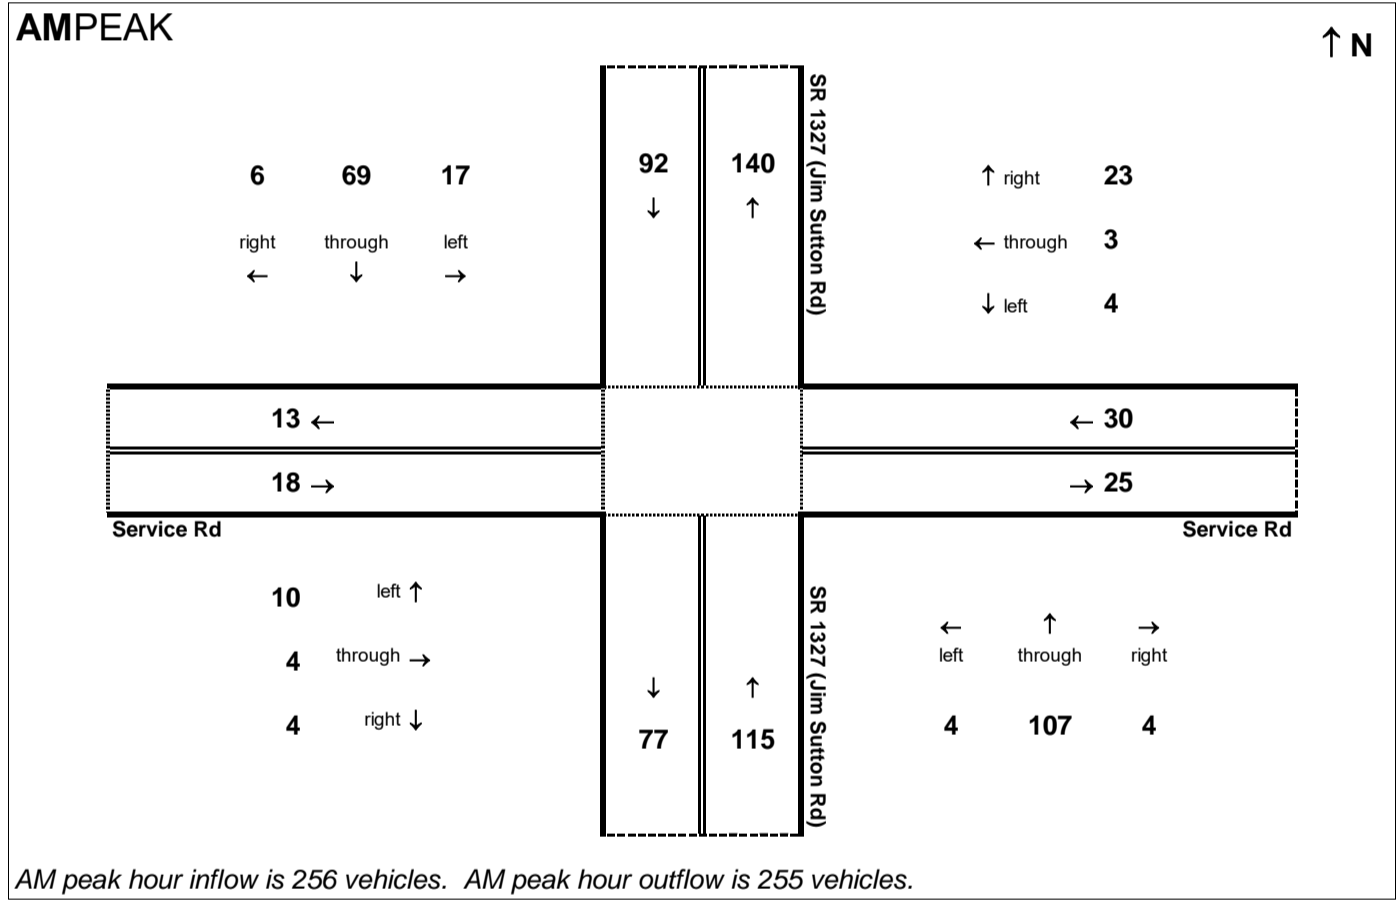 AMPEAK
↑ N
6 69 17
right through left
← ↓ →
92 140
↓ ↑
SR 1327 (Jim Sutton Rd)
↑ right 23
← through 3
↓ left 4
13 ←
18 →
Service Rd
← 30
→ 25
Service Rd
10 left ↑
4 through →
4 right ↓
↓ ↑
77 115
SR 1327 (Jim Sutton Rd)
← ↑ →
left through right
4 107 4
AM peak hour inflow is 256 vehicles. AM peak hour outflow is 255 vehicles.